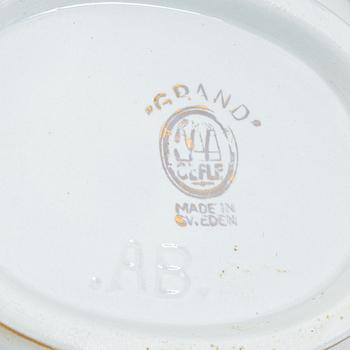 "GRAND"
GEFLE
MADE IN
SWEDEN
.AB.